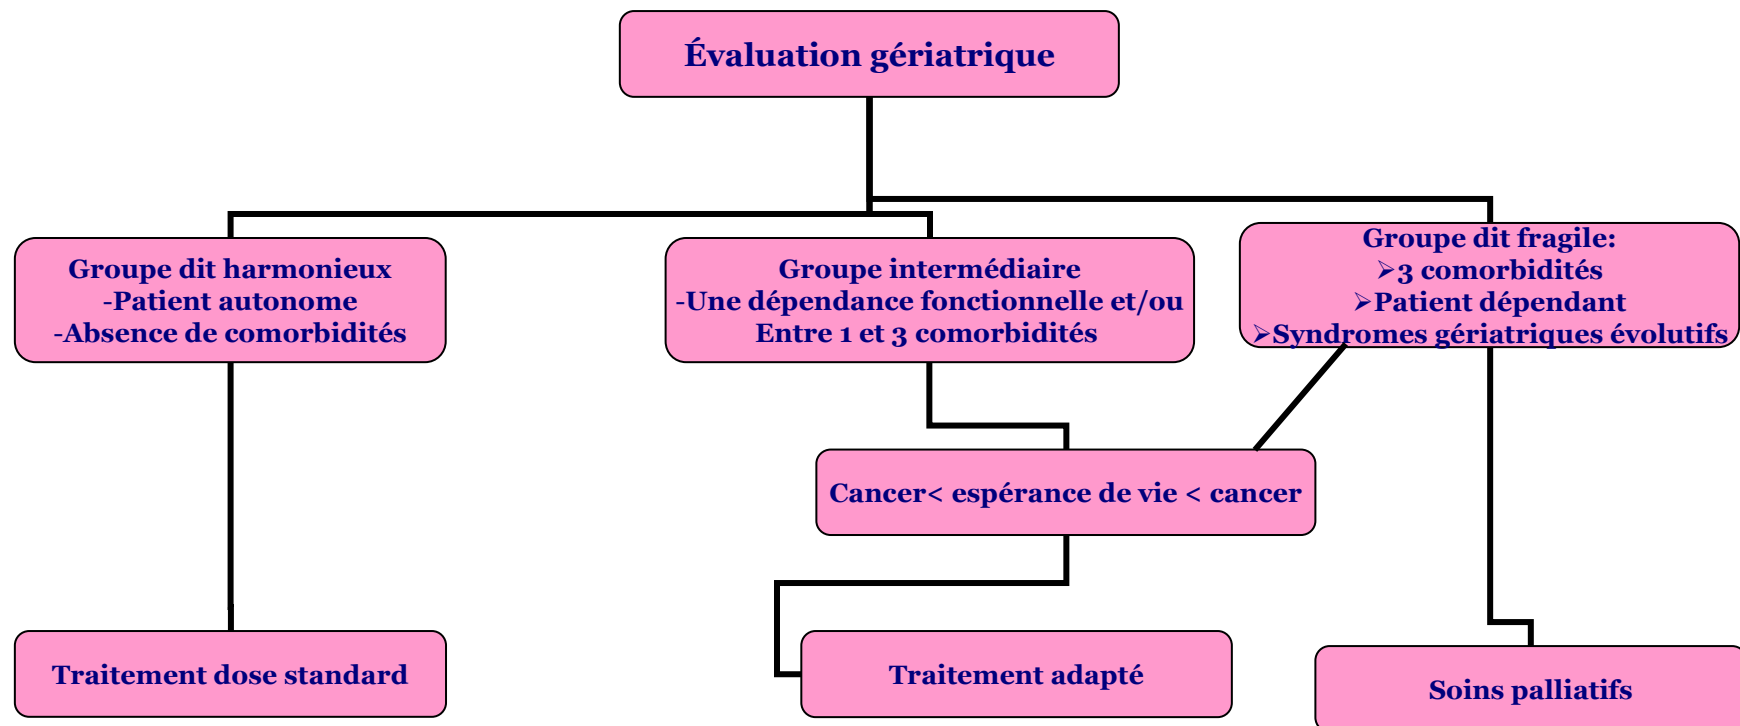 Évaluation gériatrique
Groupe dit harmonieux
-Patient autonome
-Absence de comorbidités
Groupe intermédiaire
-Une dépendance fonctionnelle et/ou
Entre 1 et 3 comorbidités
Groupe dit fragile:
➢3 comorbidités
➢Patient dépendant
➢Syndromes gériatriques évolutifs
Cancer< espérance de vie < cancer
Traitement dose standard
Traitement adapté
Soins palliatifs